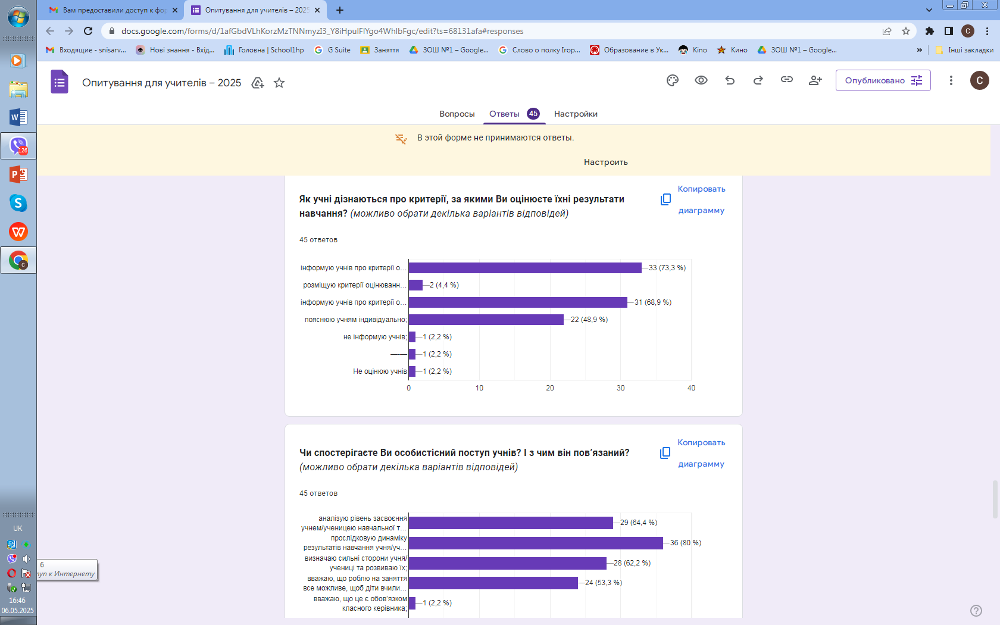 Вам предоставили доступ к фор
Опитування для учителів – 2025
docs.google.com/forms/d/1afGbdVLhKorzMzTNNmyzI3_Y8iHpuIFIYgo4WhlbFgc/edit?ts=68131afa#responses
C
Входящие - snisarv...
Нові знання - Вхід...
Головна | School1hp
G Suite
Заняття
ЗОШ №1 – Google...
Слово о полку Ігор...
Образование в Ук...
Kino
Кино
ЗОШ №1 – Google...
»
Інші закладки
Опитування для учителів – 2025
Опубликовано
C
Вопросы
Ответы 45
Настройки
В этой форме не принимаются ответы.
Настроить
Як учні дізнаються про критерії, за якими Ви оцінюєте їхні результати
навчання? (можливо обрати декілька варіантів відповідей)
Копировать
диаграмму
45 ответов
інформую учнів про критерії о... 33 (73,3 %)
розміщую критерії оцінюванн... 2 (4,4 %)
інформую учнів про критерії о... 31 (68,9 %)
пояснюю учням індивідуально; 22 (48,9 %)
не інформую учнів; 1 (2,2 %)
—-— 1 (2,2 %)
Не оцінюю учнів 1 (2,2 %)
0 10 20 30 40
Чи спостерігаєте Ви особистісний поступ учнів? І з чим він пов’язаний?
(можливо обрати декілька варіантів відповідей)
Копировать
диаграмму
45 ответов
аналізую рівень засвоєння
учнем/ученицею навчальної т...
29 (64,4 %)
прослідковую динаміку
результатів навчання учня/уч...
36 (80 %)
визначаю сильні сторони учня/
учениці та розвиваю їх;
28 (62,2 %)
вважаю, що роблю на заняття
все можливе, щоб діти вчили...
24 (53,3 %)
вважаю, що це є обов’язком
класного керівника;
1 (2,2 %)
W
126
P
S
C
UK
6
туп к Интернету
16:46
06.05.2025